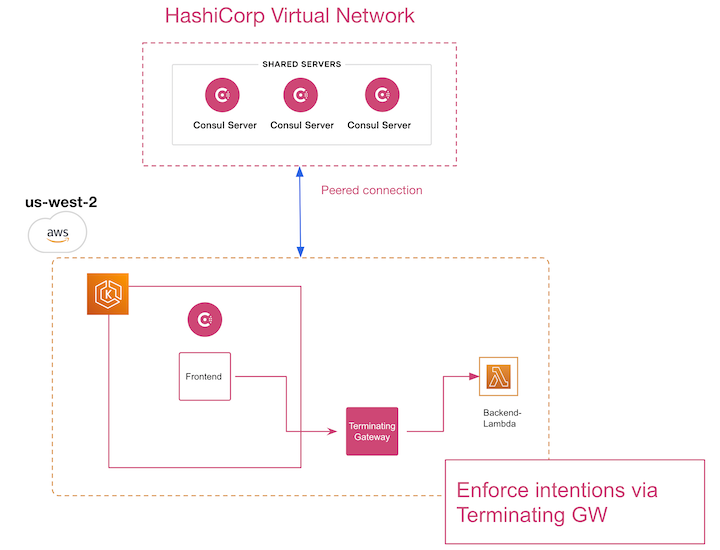 HashiCorp Virtual Network
SHARED SERVERS
Consul Server
Consul Server
Consul Server
Peered connection
us-west-2
aws
K
Frontend
Terminating
Gateway
Backend-
Lambda
Enforce intentions via
Terminating GW